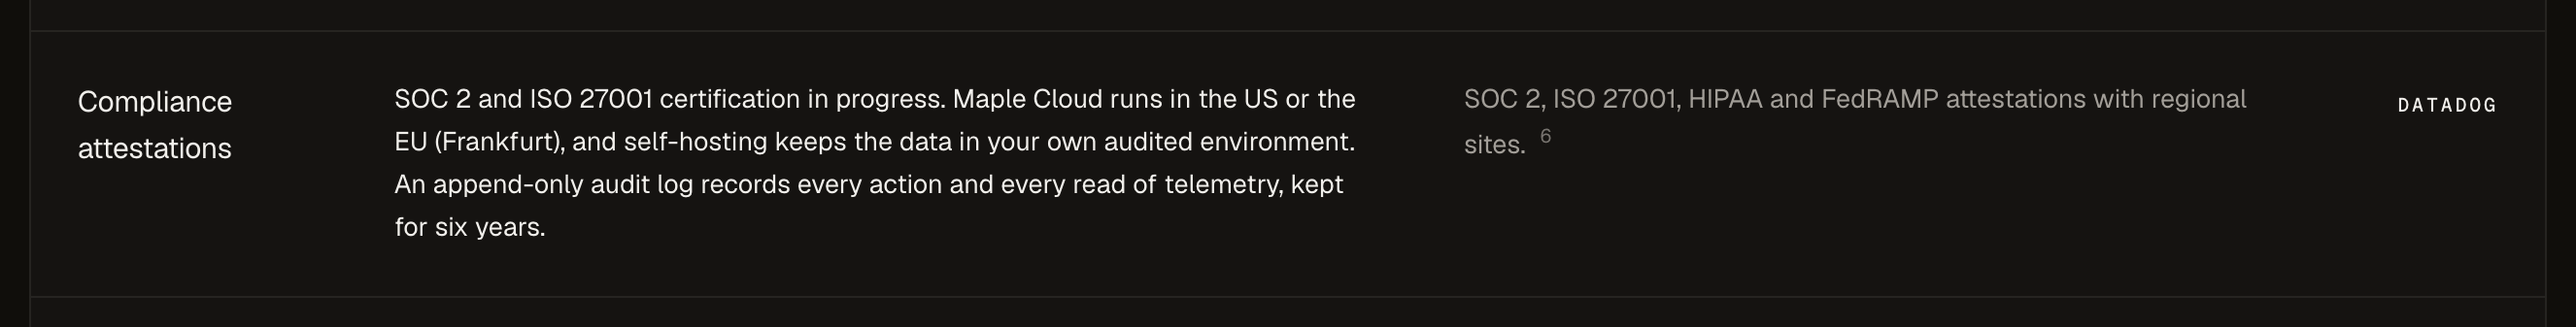 Compliance
attestations
SOC 2 and ISO 27001 certification in progress. Maple Cloud runs in the US or the
EU (Frankfurt), and self-hosting keeps the data in your own audited environment.
An append-only audit log records every action and every read of telemetry, kept
for six years.
SOC 2, ISO 27001, HIPAA and FedRAMP attestations with regional
sites. 6
DATADOG